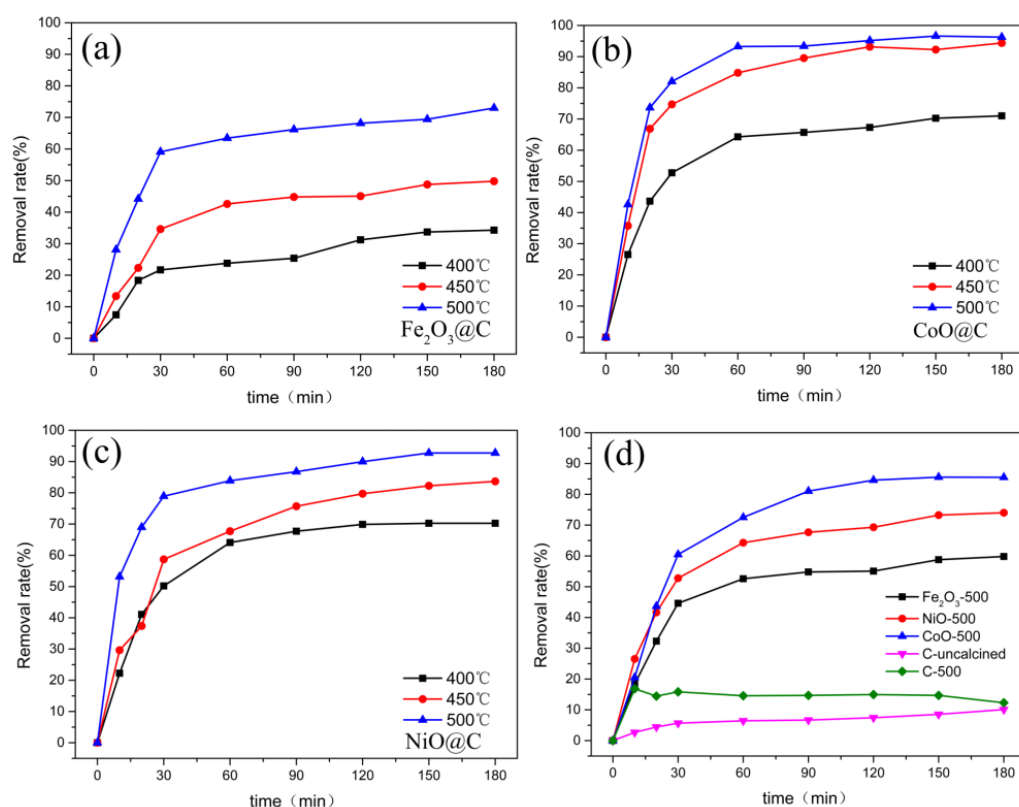 (a)
Removal rate(%)
100
90
80
70
60
50
40
30
20
10
0
400℃
450℃
500℃
Fe₂O₃@C
0 30 60 90 120 150 180
time（min）
(b)
Removal rate(%)
100
90
80
70
60
50
40
30
20
10
0
400℃
450℃
500℃
CoO@C
0 30 60 90 120 150 180
time（min）
(c)
Removal rate(%)
100
90
80
70
60
50
40
30
20
10
0
400℃
450℃
500℃
NiO@C
0 30 60 90 120 150 180
time（min）
(d)
Removal rate(%)
100
90
80
70
60
50
40
30
20
10
0
Fe₂O₃-500
NiO-500
CoO-500
C-uncalcined
C-500
0 30 60 90 120 150 180
time（min）